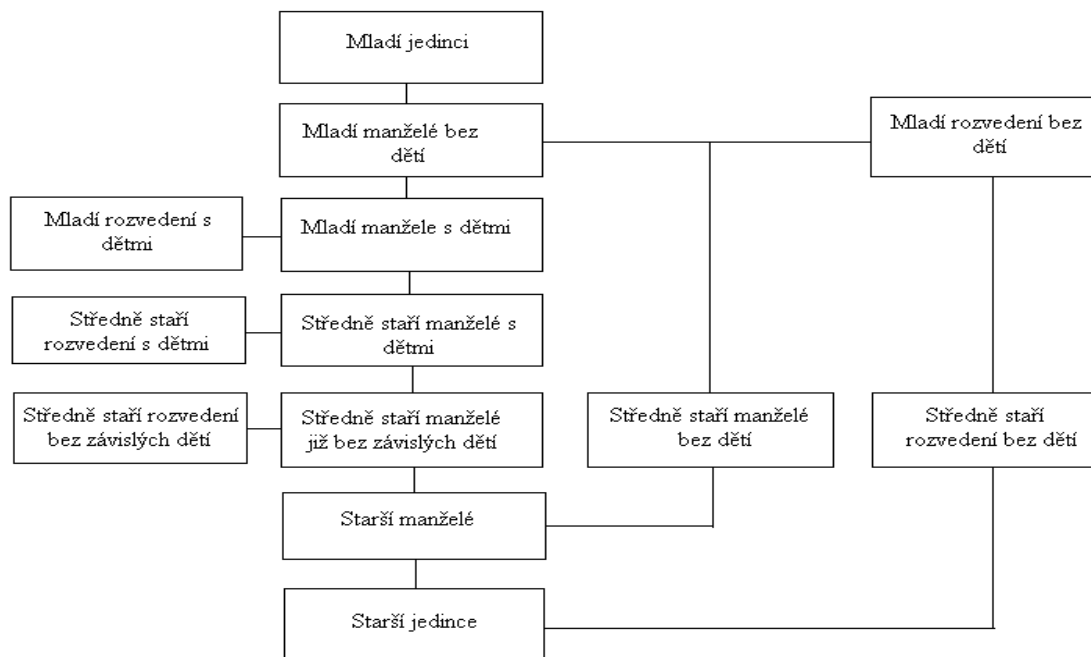 Mladí jedinci
Mladí manželé bez
dětí
Mladí rozvedení bez
dětí
Mladí rozvedení s
dětmi
Mladí manžele s dětmi
Středně staří
rozvedení s dětmi
Středně staří manželé s
dětmi
Středně staří rozvedení
bez závislých dětí
Středně staří manželé
již bez závislých dětí
Středně staří manželé
bez dětí
Středně staří
rozvedení bez dětí
Starší manželé
Starší jedince